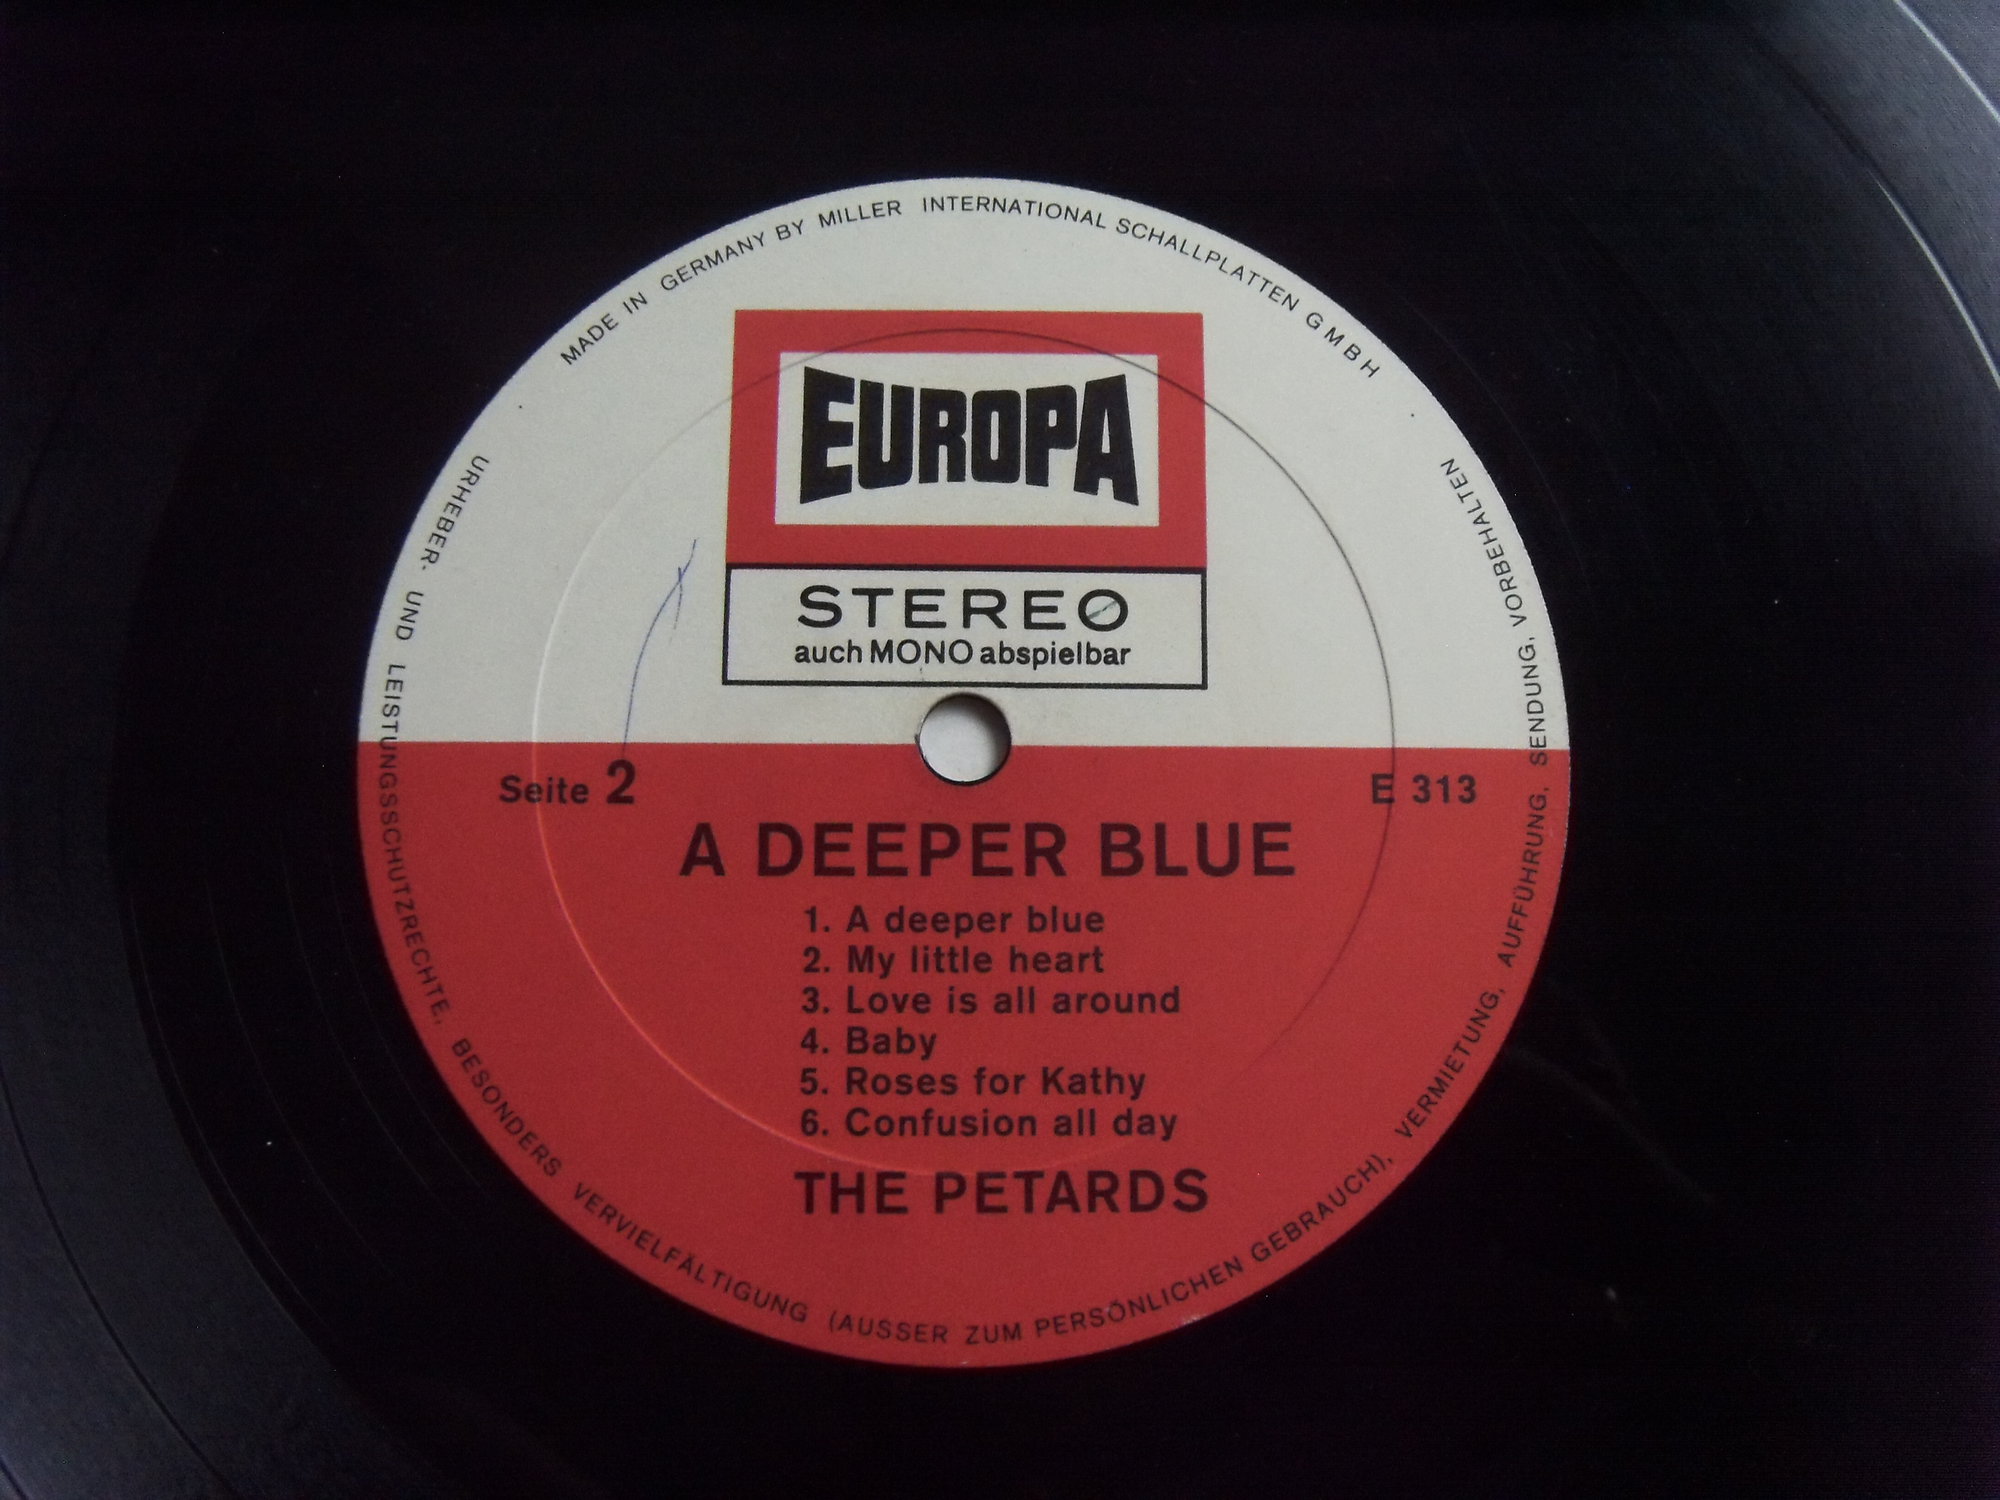 MADE IN GERMANY BY MILLER INTERNATIONAL SCHALLPLATTEN GMBH
EUROPA
STEREO
auch MONO abspielbar
Seite 2
E 313
A DEEPER BLUE
1. A deeper blue
2. My little heart
3. Love is all around
4. Baby
5. Roses for Kathy
6. Confusion all day
THE PETARDS
URHEBER- UND LEISTUNGSSCHUTZRECHTE, BESONDERS VERVIELFÄLTIGUNG (AUSSER ZUM PERSÖNLICHEN GEBRAUCH), VERMIETUNG, AUFFÜHRUNG, SENDUNG, VORBEHALTEN